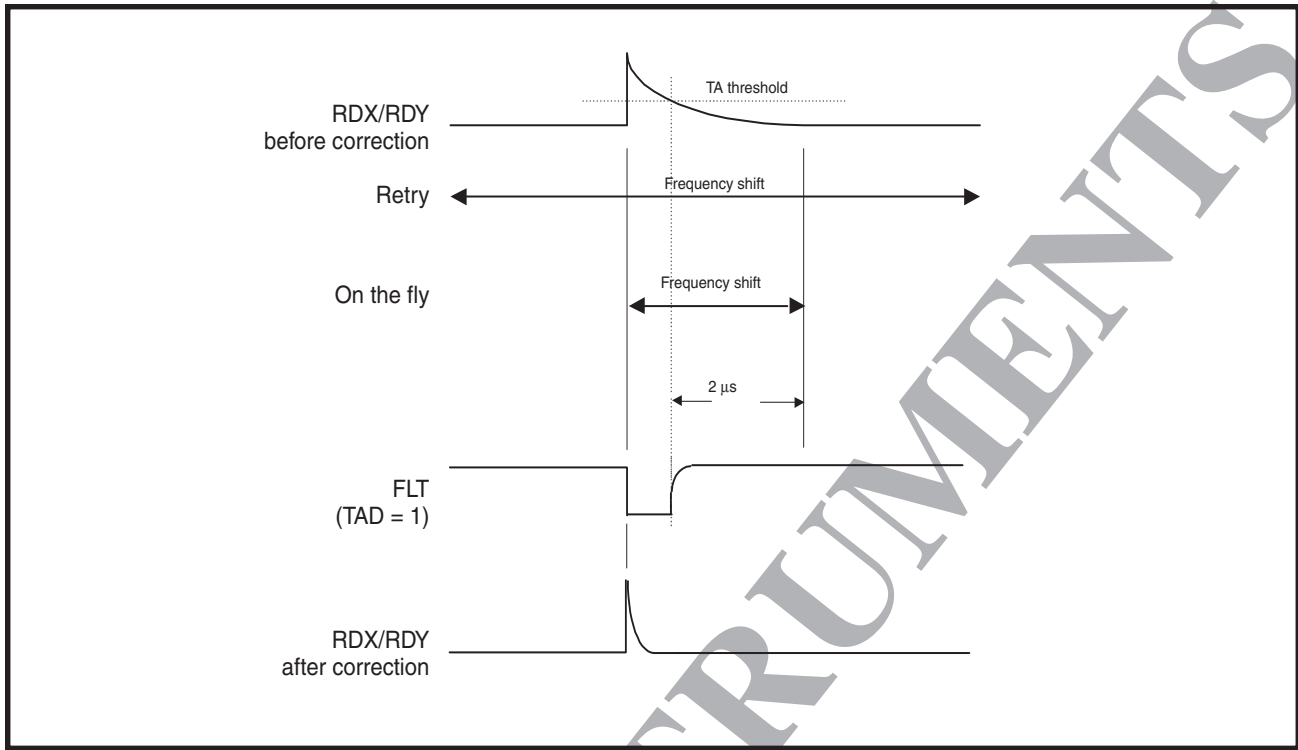 TA threshold
RDX/RDY
before correction
Retry
Frequency shift
On the fly
Frequency shift
2 μs
FLT
(TAD = 1)
RDX/RDY
after correction
TRUMENTS